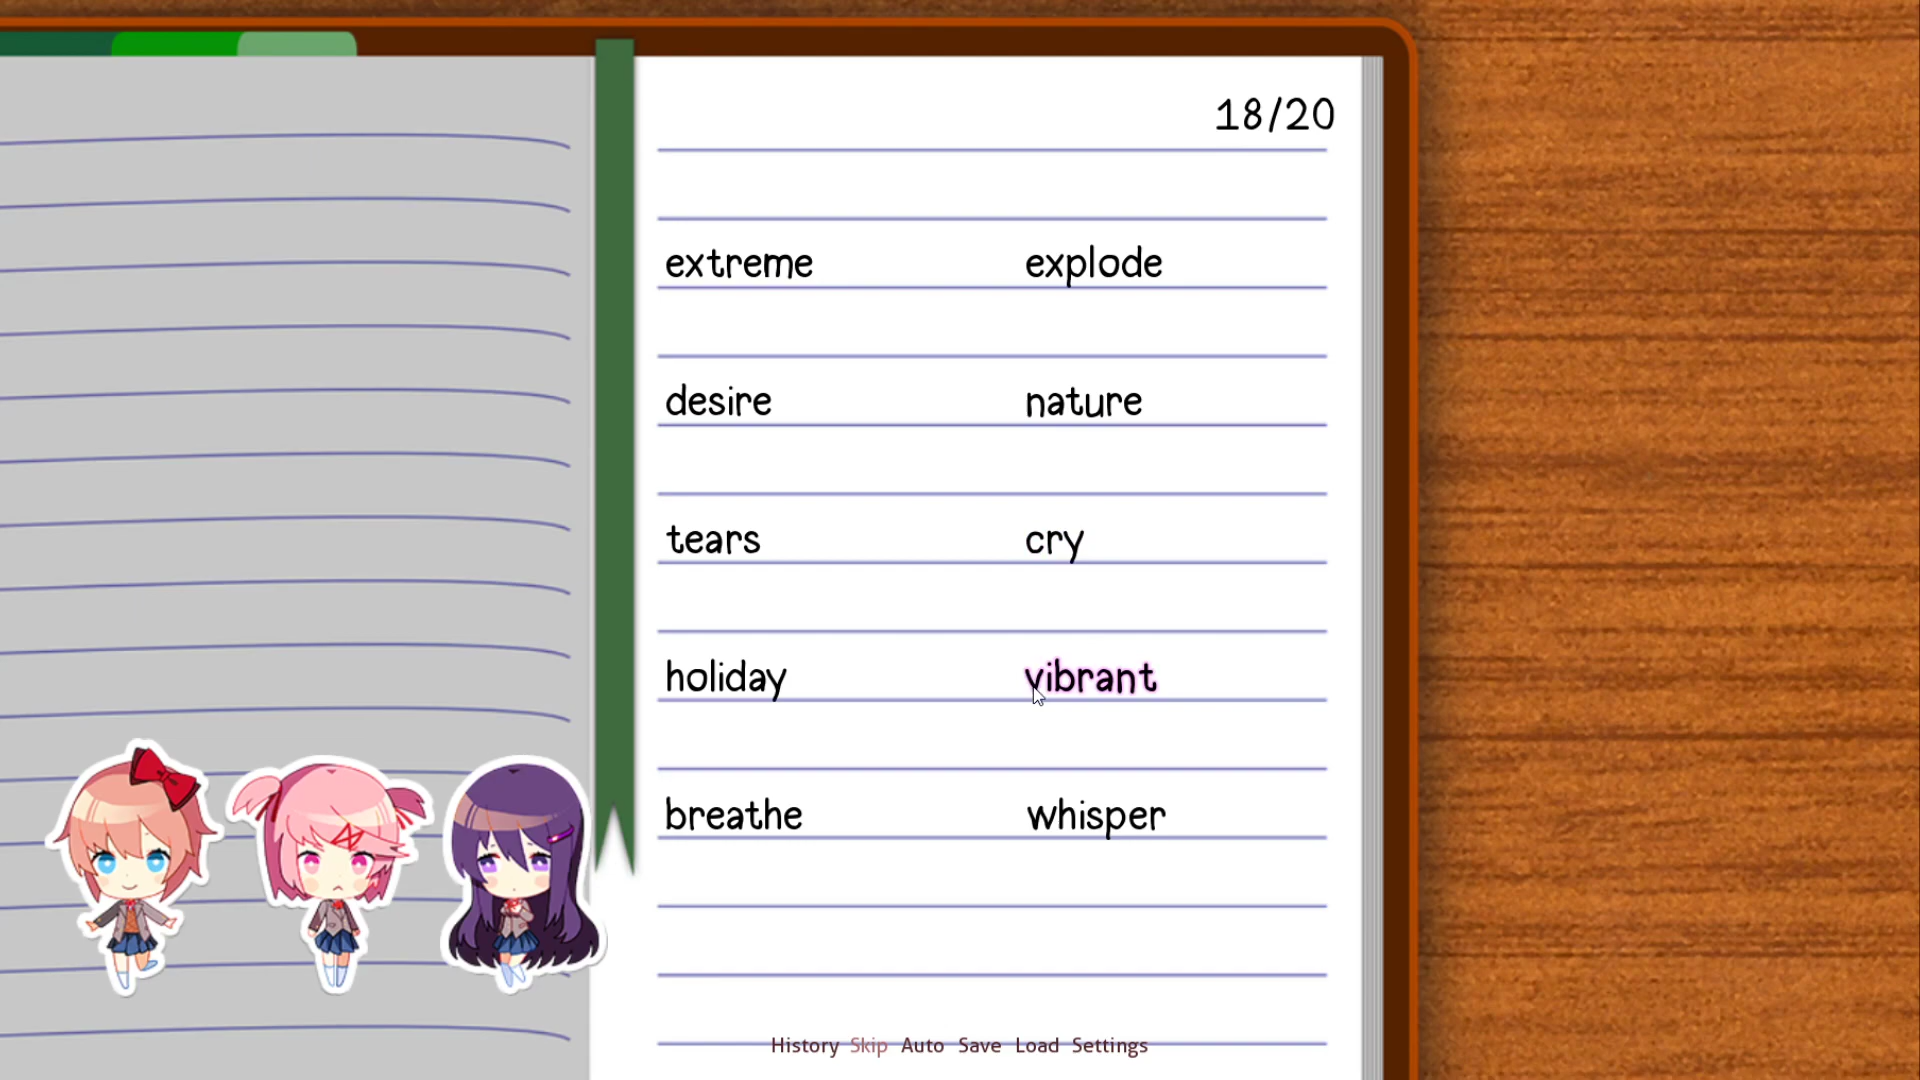 18/20
extreme explode
desire nature
tears cry
holiday vibrant
breathe whisper
History Skip Auto Save Load Settings